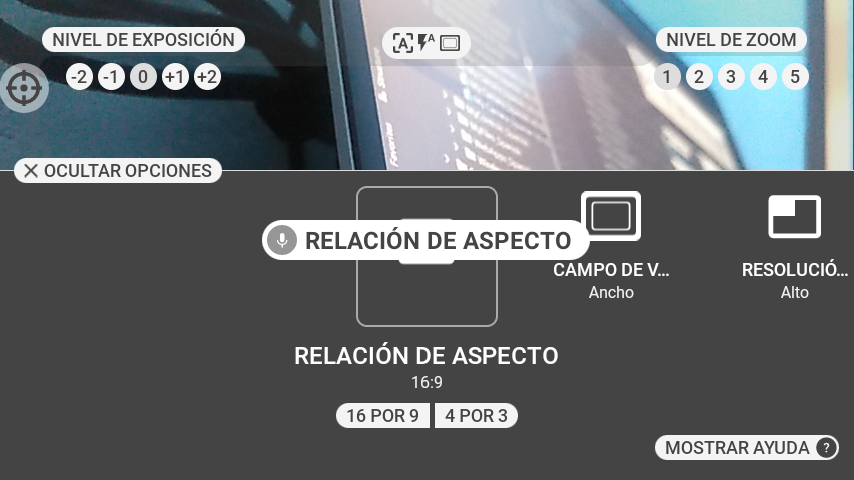 NIVEL DE EXPOSICIÓN
A A
NIVEL DE ZOOM
-2 -1 0 +1 +2
1 2 3 4 5
Favorites
OCULTAR OPCIONES
RELACIÓN DE ASPECTO
CAMPO DE V...
Ancho
RESOLUCIÓ...
Alto
RELACIÓN DE ASPECTO
16:9
16 POR 9
4 POR 3
MOSTRAR AYUDA ?